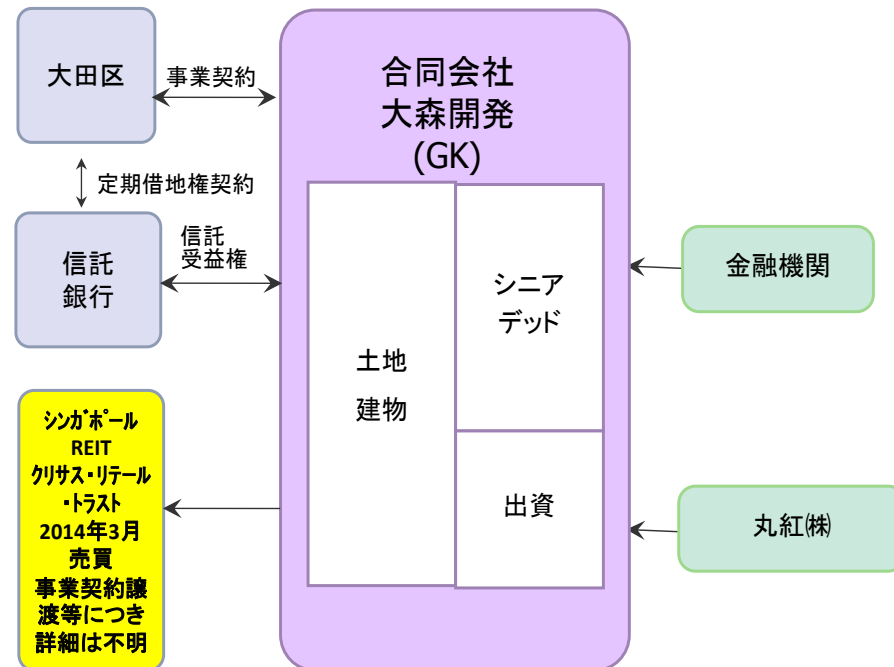 大田区
事業契約
合同会社
大森開発
(GK)
定期借地権契約
信託
銀行
信託
受益権
土地
建物
シニア
デッド
出資
金融機関
丸紅㈱
シンガポール
REIT
クリサス・リテール
・トラスト
2014年3月
売買
事業契約譲
渡等につき
詳細は不明